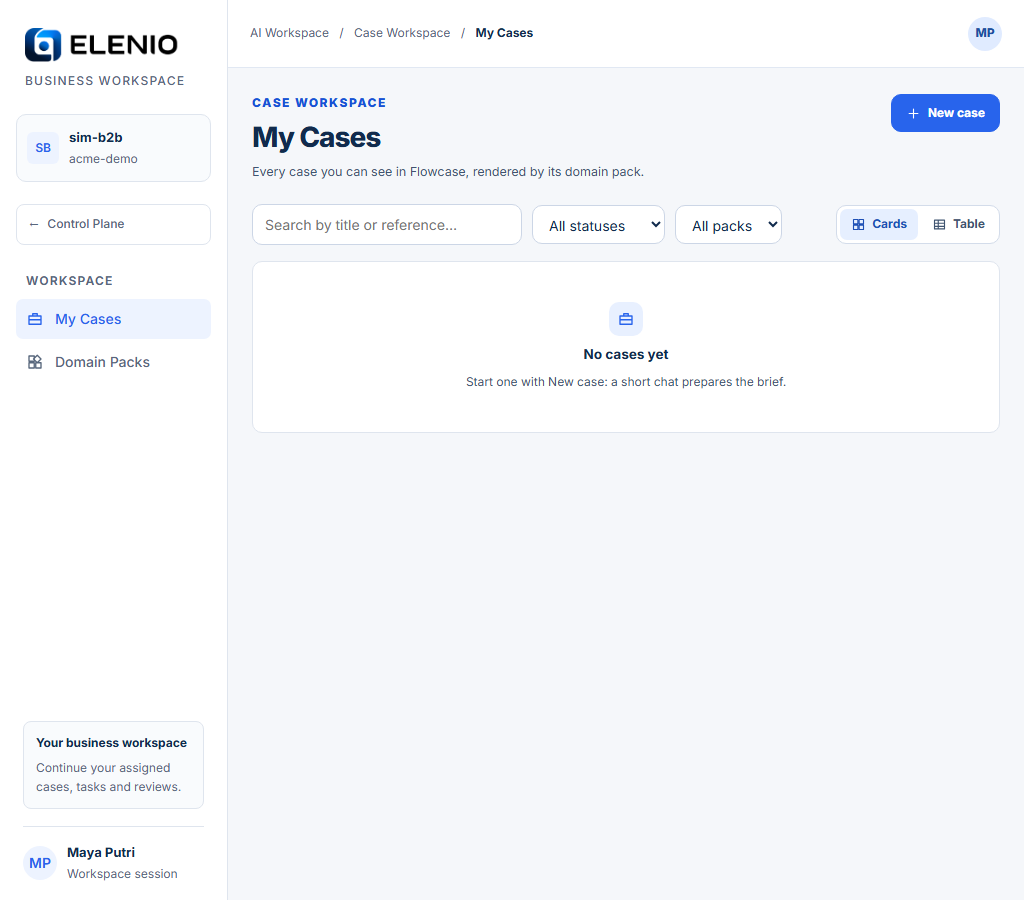 ELENIO
BUSINESS WORKSPACE
SB
sim-b2b
acme-demo
← Control Plane
WORKSPACE
My Cases
Domain Packs
Your business workspace
Continue your assigned
cases, tasks and reviews.
MP
Maya Putri
Workspace session
AI Workspace / Case Workspace / My Cases
MP
CASE WORKSPACE
My Cases
Every case you can see in Flowcase, rendered by its domain pack.
+ New case
Search by title or reference...
All statuses
All packs
Cards
Table
No cases yet
Start one with New case: a short chat prepares the brief.